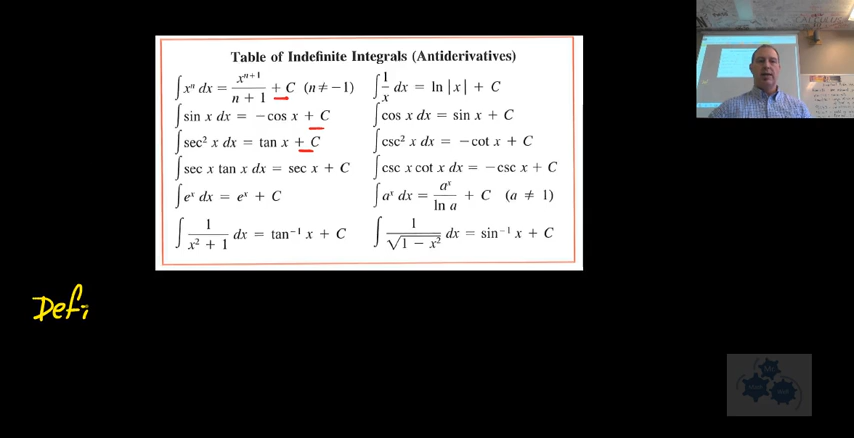 Table of Indefinite Integrals (Antiderivatives)
∫xⁿ dx = xⁿ⁺¹/(n + 1) + C (n ≠ −1)
∫1/x dx = ln |x| + C
∫sin x dx = −cos x + C
∫cos x dx = sin x + C
∫sec² x dx = tan x + C
∫csc² x dx = −cot x + C
∫sec x tan x dx = sec x + C
∫csc x cot x dx = −csc x + C
∫eˣ dx = eˣ + C
∫aˣ dx = aˣ/ln a + C (a ≠ 1)
∫1/(x² + 1) dx = tan⁻¹ x + C
∫1/√(1 − x²) dx = sin⁻¹ x + C
Defi